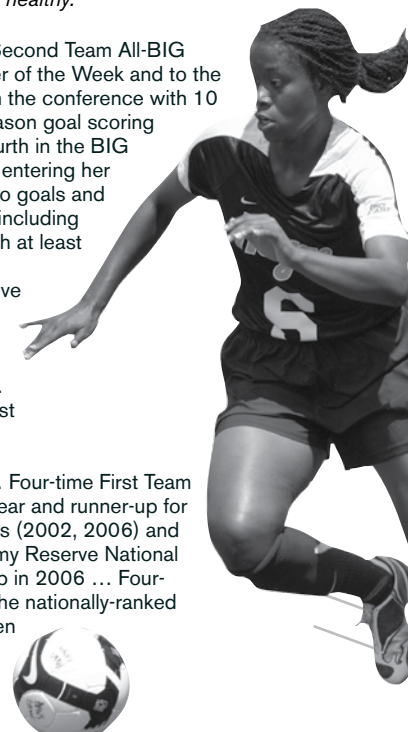 healthy.
Second Team All-BIG
er of the Week and to the
the conference with 10
ason goal scoring
urth in the BIG
entering her
o goals and
including
h at least
ve
st
. Four-time First Team
ear and runner-up for
s (2002, 2006) and
my Reserve National
p in 2006 … Four-
he nationally-ranked
en
6